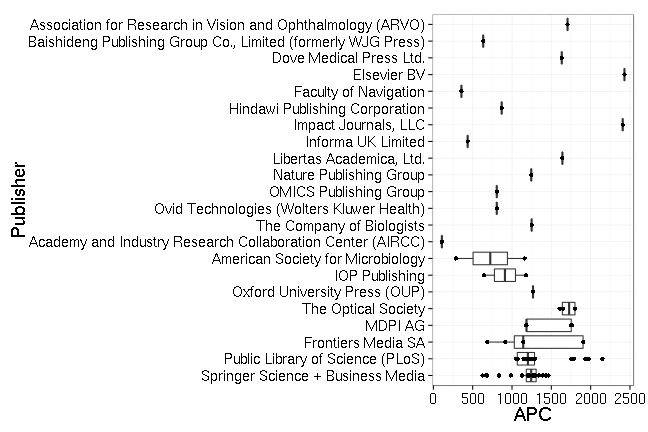 Association for Research in Vision and Ophthalmology (ARVO)
Baishideng Publishing Group Co., Limited (formerly WJG Press)
Dove Medical Press Ltd.
Elsevier BV
Faculty of Navigation
Hindawi Publishing Corporation
Impact Journals, LLC
Informa UK Limited
Libertas Academica, Ltd.
Nature Publishing Group
OMICS Publishing Group
Ovid Technologies (Wolters Kluwer Health)
The Company of Biologists
Academy and Industry Research Collaboration Center (AIRCC)
American Society for Microbiology
IOP Publishing
Oxford University Press (OUP)
The Optical Society
MDPI AG
Frontiers Media SA
Public Library of Science (PLoS)
Springer Science + Business Media
Publisher
0 500 1000 1500 2000 2500
APC